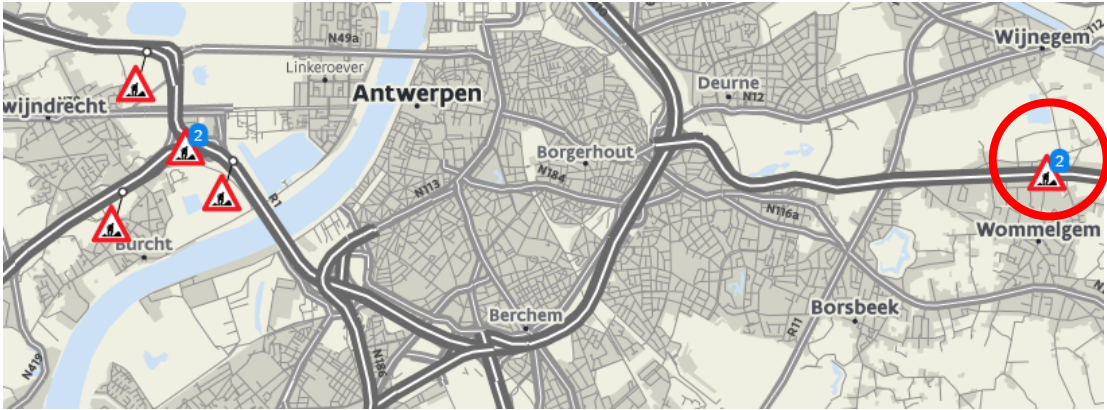 N49a
Linkeroever
Antwerpen
wijndrecht
2
Burcht
R1
N419
N113
N184
Borgerhout
Deurne
N12
Wijnegem
N112
2
Wommelgem
N116a
Borsbeek
R11
Berchem
N186